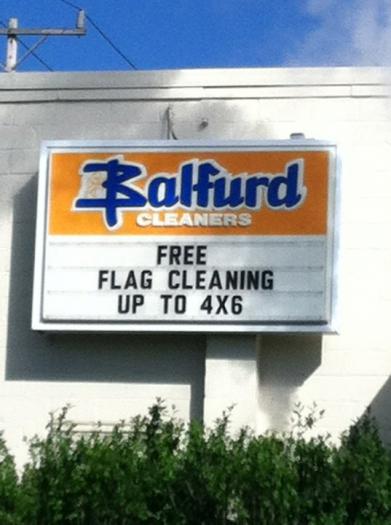 Balfurd
CLEANERS
FREE
FLAG CLEANING
UP TO 4X6